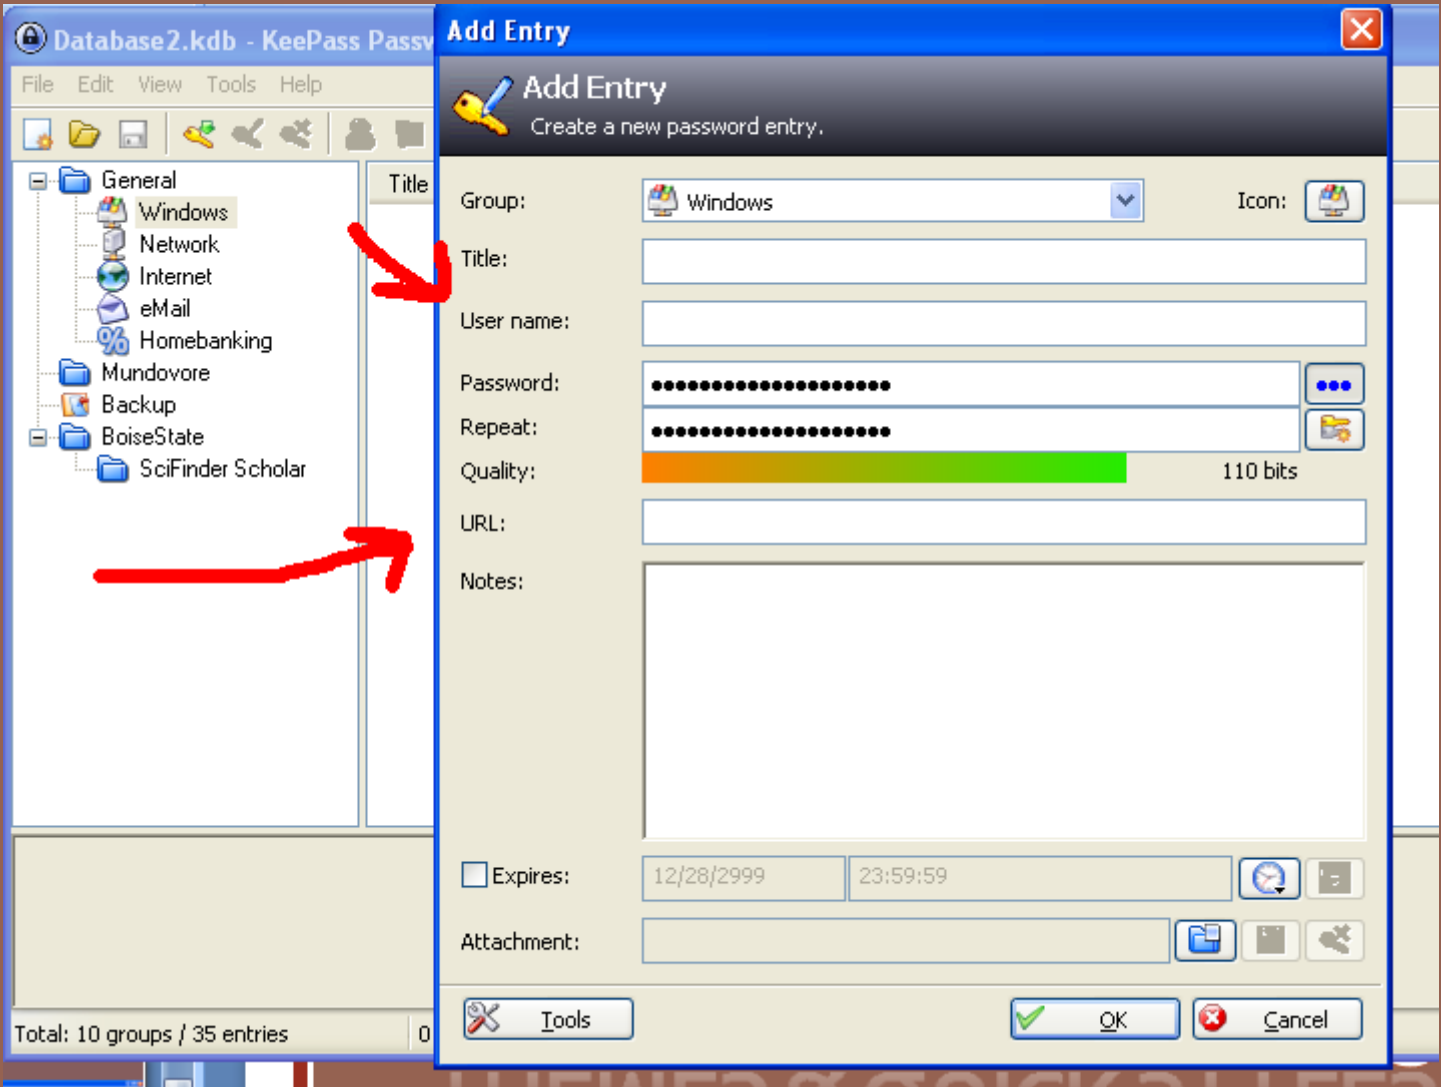 Database2.kdb - KeePass Passw
File Edit View Tools Help
General
Windows
Network
Internet
eMail
Homebanking
Mundovore
Backup
BoiseState
SciFinder Scholar
Title
Total: 10 groups / 35 entries
0
Add Entry
Add Entry
Create a new password entry.
Group: Windows Icon:
Title:
User name:
Password: ••••••••••••••••••••
Repeat: ••••••••••••••••••••
Quality: 110 bits
URL:
Notes:
Expires: 12/28/2999 23:59:59
Attachment:
Tools OK Cancel